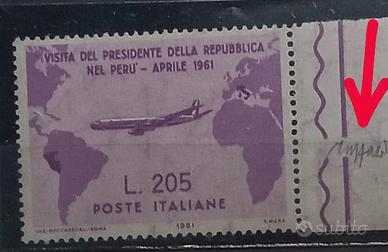 VISITA DEL PRESIDENTE DELLA REPUBBLICA
NEL PERU' - APRILE 1961
L. 205
POSTE ITALIANE
1961
subito